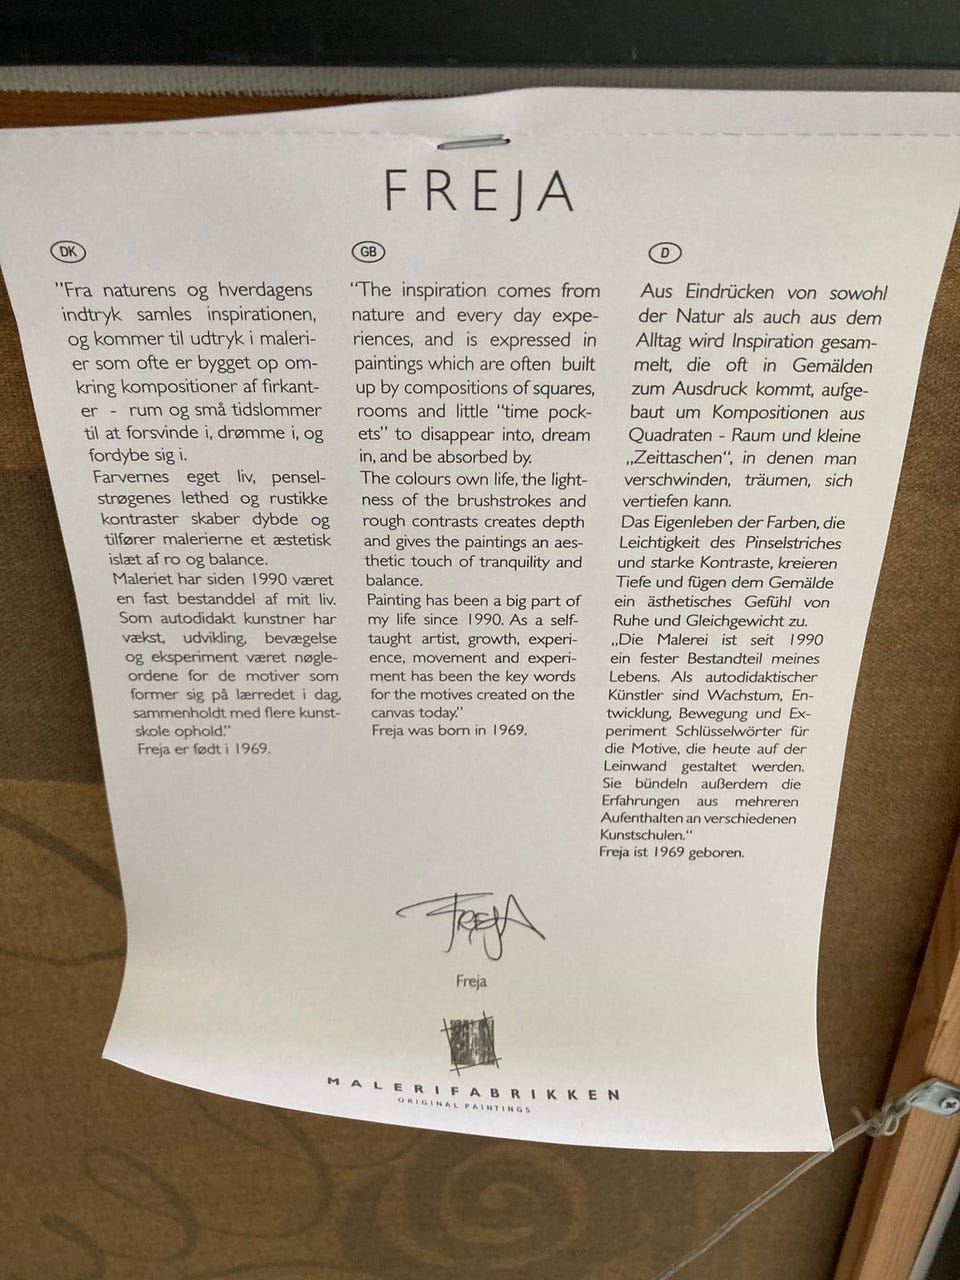 FREJA
DK
"Fra naturens og hverdagens
indtryk samles inspirationen,
og kommer til udtryk i maleri-
er som ofte er bygget op om-
kring kompositioner af firkant-
er - rum og små tidslommer
til at forsvinde i, drømme i, og
fordybe sig i.
Farvernes eget liv, pensel-
strøgenes lethed og rustikke
kontraster skaber dybde og
tilfører malerierne et æstetisk
islæt af ro og balance.
Maleriet har siden 1990 været
en fast bestanddel af mit liv.
Som autodidakt kunstner har
vækst, udvikling, bevægelse
og eksperiment været nøgle-
ordene for de motiver som
former sig på lærredet i dag,
sammenholdt med flere kunst-
skole ophold."
Freja er født i 1969.
GB
"The inspiration comes from
nature and every day expe-
riences, and is expressed in
paintings which are often built
up by compositions of squares,
rooms and little "time pock-
ets" to disappear into, dream
in, and be absorbed by.
The colours own life, the light-
ness of the brushstrokes and
rough contrasts creates depth
and gives the paintings an aes-
thetic touch of tranquility and
balance.
Painting has been a big part of
my life since 1990. As a self-
taught artist, growth, experi-
ence, movement and experi-
ment has been the key words
for the motives created on the
canvas today."
Freja was born in 1969.
D
Aus Eindrücken von sowohl
der Natur als auch aus dem
Alltag wird Inspiration gesam-
melt, die oft in Gemälden
zum Ausdruck kommt, aufge-
baut um Kompositionen aus
Quadraten - Raum und kleine
„Zeittaschen“, in denen man
verschwinden, träumen, sich
vertiefen kann.
Das Eigenleben der Farben, die
Leichtigkeit des Pinselstriches
und starke Kontraste, kreieren
Tiefe und fügen dem Gemälde
ein ästhetisches Gefühl von
Ruhe und Gleichgewicht zu.
„Die Malerei ist seit 1990
ein fester Bestandteil meines
Lebens. Als autodidaktischer
Künstler sind Wachstum, En-
twicklung, Bewegung und Ex-
periment Schlüsselwörter für
die Motive, die heute auf der
Leinwand gestaltet werden.
Sie bündeln außerdem die
Erfahrungen aus mehreren
Aufenthalten an verschiedenen
Kunstschulen.“
Freja ist 1969 geboren.
FREJA
Freja
MALERIFABRIKKEN
ORIGINAL PAINTINGS